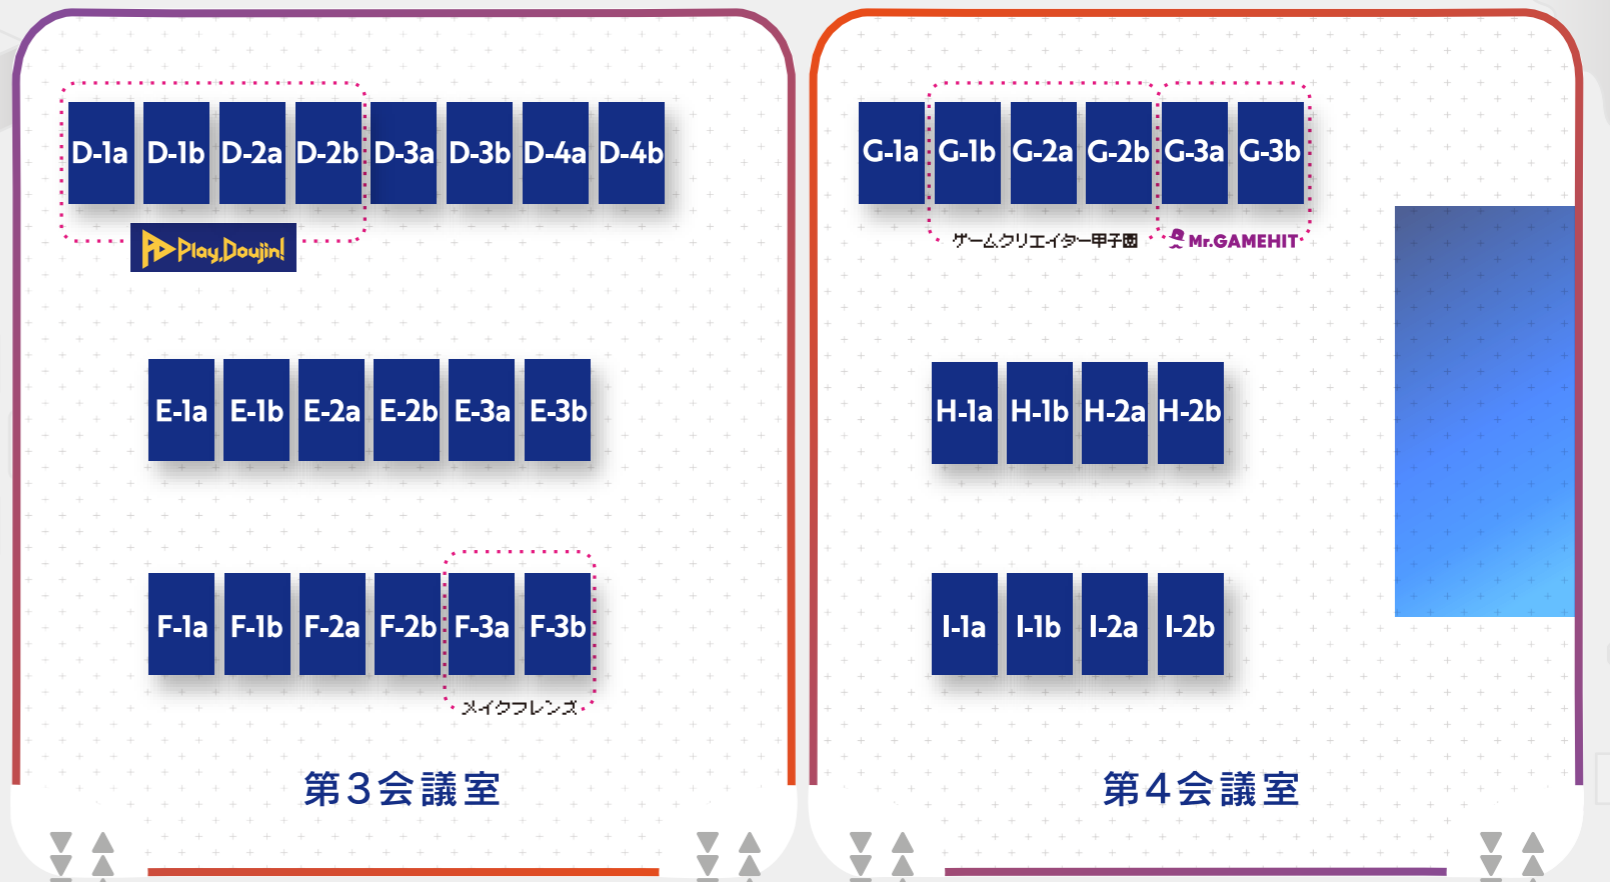 D-1a D-1b D-2a D-2b D-3a D-3b D-4a D-4b
Play,Doujin!
E-1a E-1b E-2a E-2b E-3a E-3b
F-1a F-1b F-2a F-2b F-3a F-3b
メイクフレンズ
第3会議室
G-1a G-1b G-2a G-2b G-3a G-3b
ゲームクリエイター甲子園 Mr.GAMEHIT
H-1a H-1b H-2a H-2b
I-1a I-1b I-2a I-2b
第4会議室